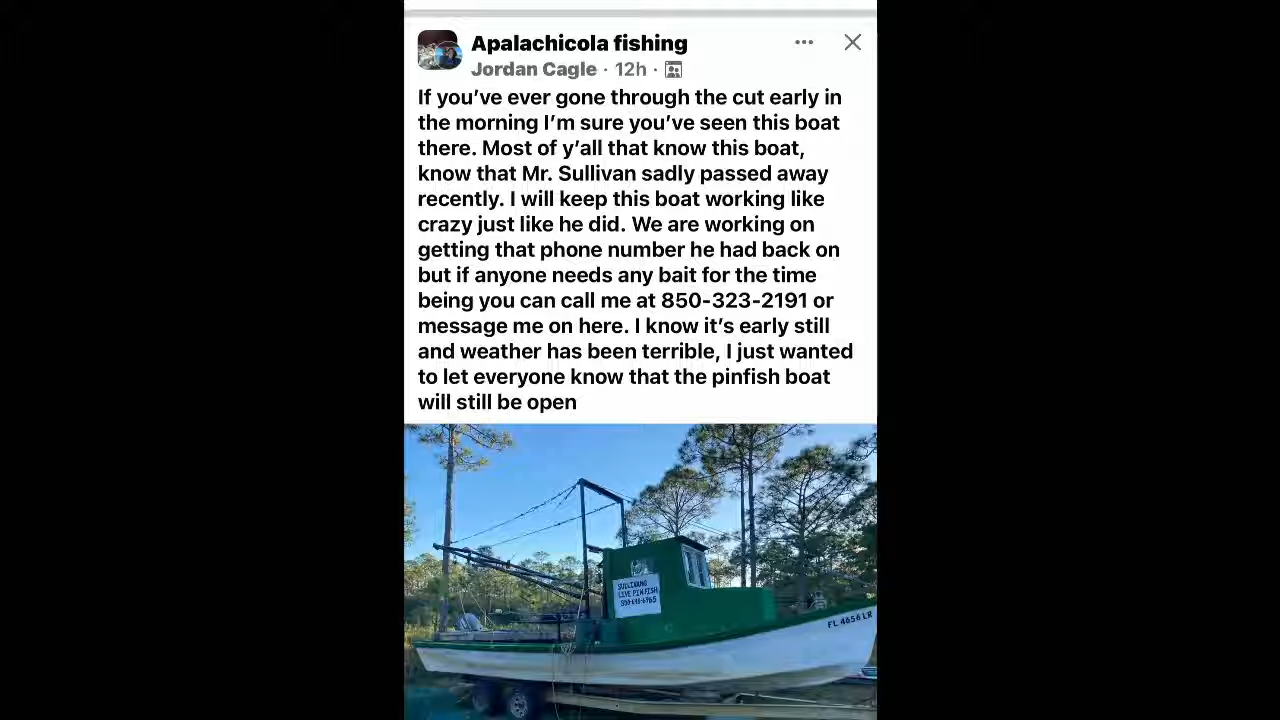 Apalachicola fishing
Jordan Cagle · 12h ·
If you’ve ever gone through the cut early in
the morning I’m sure you’ve seen this boat
there. Most of y’all that know this boat,
know that Mr. Sullivan sadly passed away
recently. I will keep this boat working like
crazy just like he did. We are working on
getting that phone number he had back on
but if anyone needs any bait for the time
being you can call me at 850-323-2191 or
message me on here. I know it’s early still
and weather has been terrible, I just wanted
to let everyone know that the pinfish boat
will still be open
SULLIVANS
LIVE PINFISH
FL 4656 LR